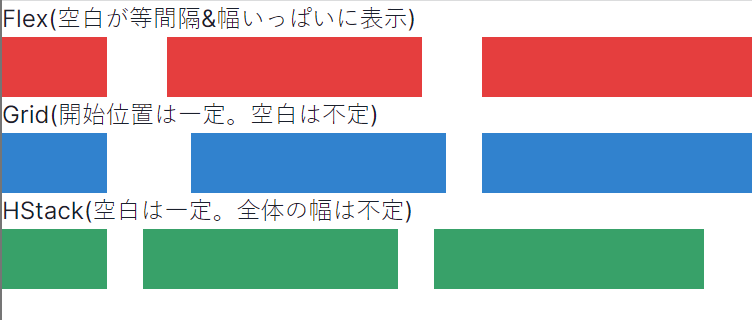 Flex(空白が等間隔&幅いっぱいに表示)
Grid(開始位置は一定。空白は不定)
HStack(空白は一定。全体の幅は不定)